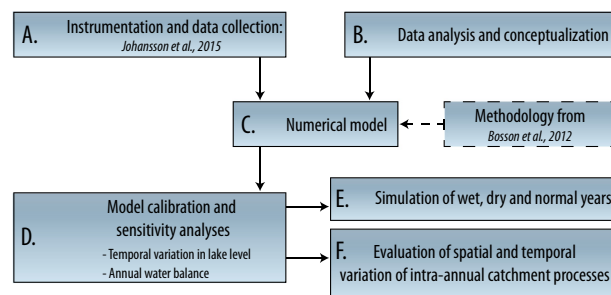 A. Instrumentation and data collection:
Johansson et al., 2015
B. Data analysis and conceptualization
C. Numerical model
Methodology from
Bosson et al., 2012
D. Model calibration and
sensitivity analyses
- Temporal variation in lake level
- Annual water balance
E. Simulation of wet, dry and normal years
F. Evaluation of spatial and temporal
variation of intra-annual catchment processes